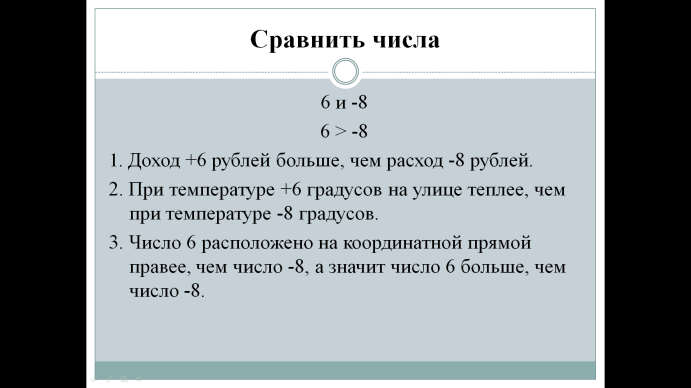 Сравнить числа
6 и -8
6 > -8
1. Доход +6 рублей больше, чем расход -8 рублей.
2. При температуре +6 градусов на улице теплее, чем
при температуре -8 градусов.
3. Число 6 расположено на координатной прямой
правее, чем число -8, а значит число 6 больше, чем
число -8.